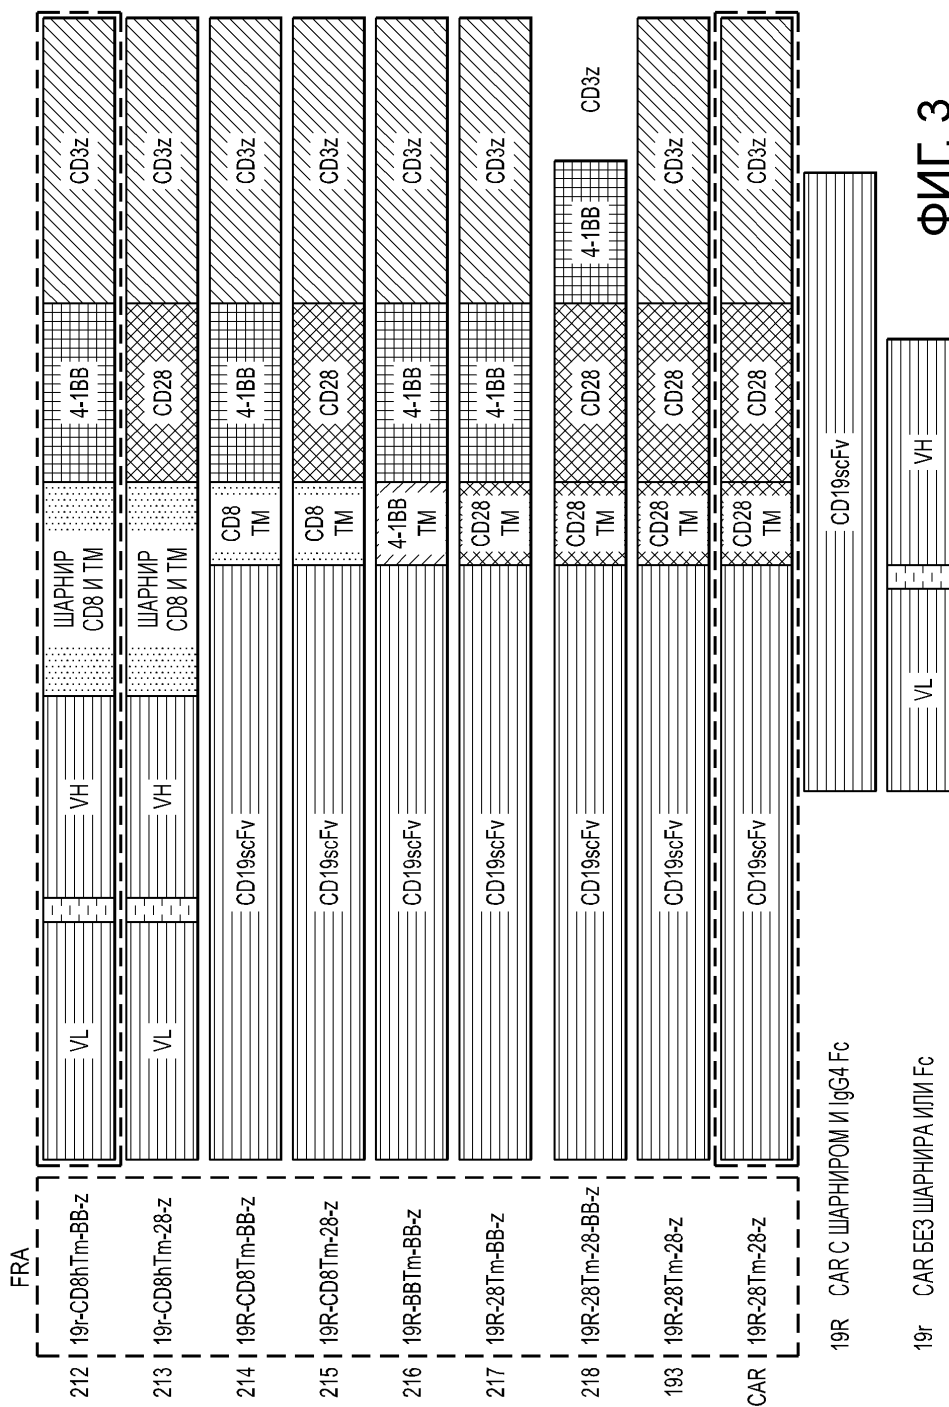 FRA
212 19r-CD8hTm-BB-z VL VH ШАРНИР CD8 И ТМ 4-1BB CD3z
213 19r-CD8hTm-28-z VL VH ШАРНИР CD8 И ТМ CD28 CD3z
214 19R-CD8Tm-BB-z CD19scFv CD8 TM 4-1BB CD3z
215 19R-CD8Tm-28-z CD19scFv CD8 TM CD28 CD3z
216 19R-BBTm-BB-z CD19scFv 4-1BB TM 4-1BB CD3z
217 19R-28Tm-BB-z CD19scFv CD28 TM 4-1BB CD3z
218 19R-28Tm-28-BB-z CD19scFv CD28 TM CD28 4-1BB CD3z
193 19R-28Tm-28-z CD19scFv CD28 TM CD28 CD3z
CAR 19R-28Tm-28-z CD19scFv CD28 TM CD28 CD3z
19R CAR С ШАРНИРОМ И IgG4 Fc CD19scFv
19r CAR БЕЗ ШАРНИРА ИЛИ Fc VL VH
ФИГ. 3